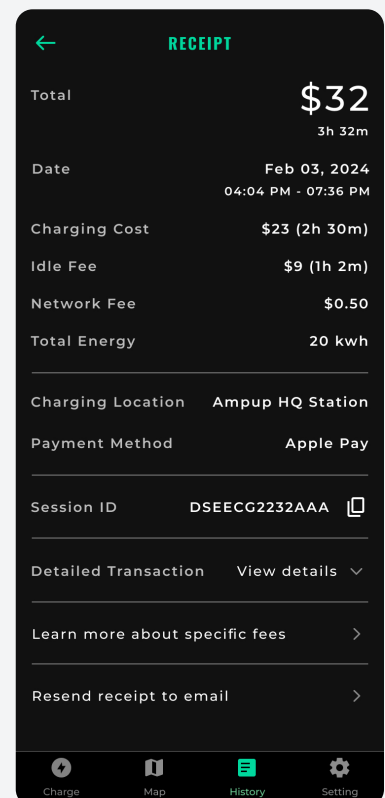 RECEIPT
Total $32
3h 32m
Date Feb 03, 2024
04:04 PM - 07:36 PM
Charging Cost $23 (2h 30m)
Idle Fee $9 (1h 2m)
Network Fee $0.50
Total Energy 20 kwh
Charging Location Ampup HQ Station
Payment Method Apple Pay
Session ID DSEECG2232AAA
Detailed Transaction View details
Learn more about specific fees
Resend receipt to email
Charge Map History Setting